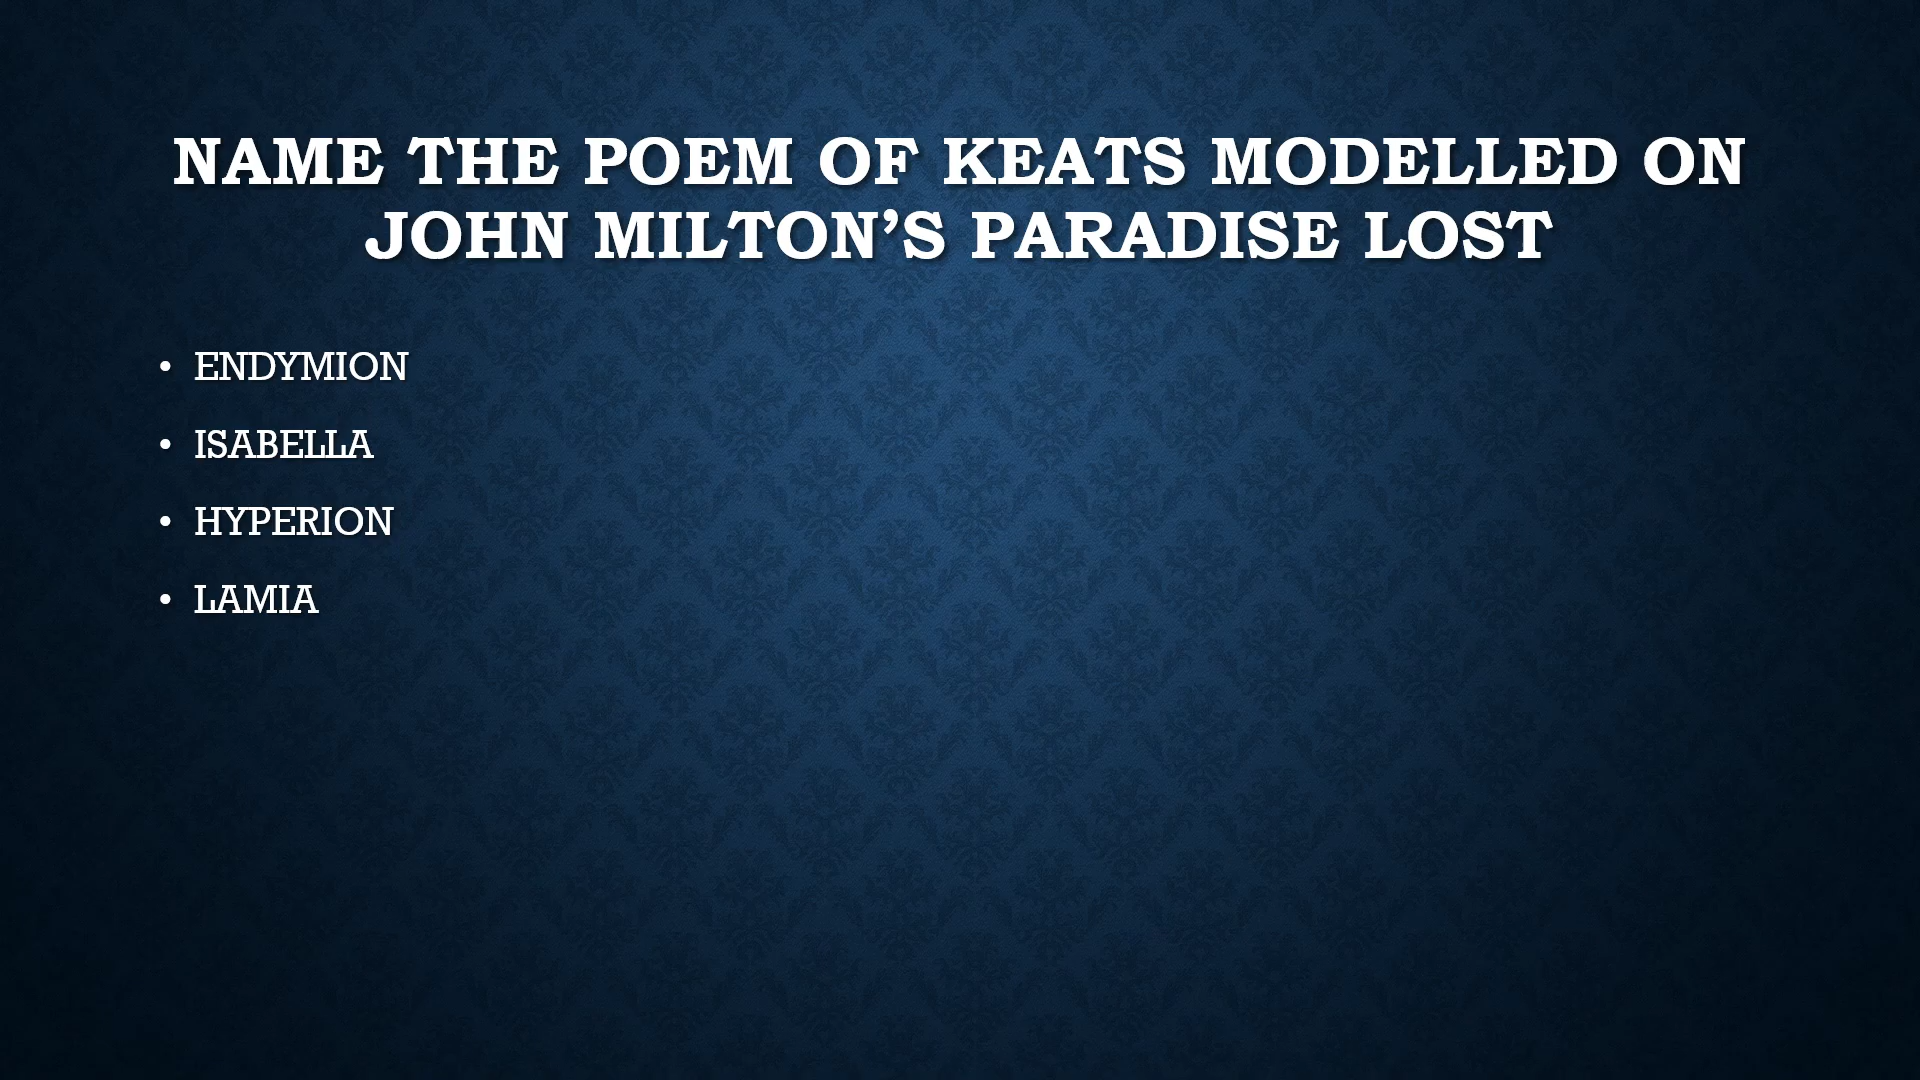 NAME THE POEM OF KEATS MODELLED ON
JOHN MILTON’S PARADISE LOST
• ENDYMION
• ISABELLA
• HYPERION
• LAMIA